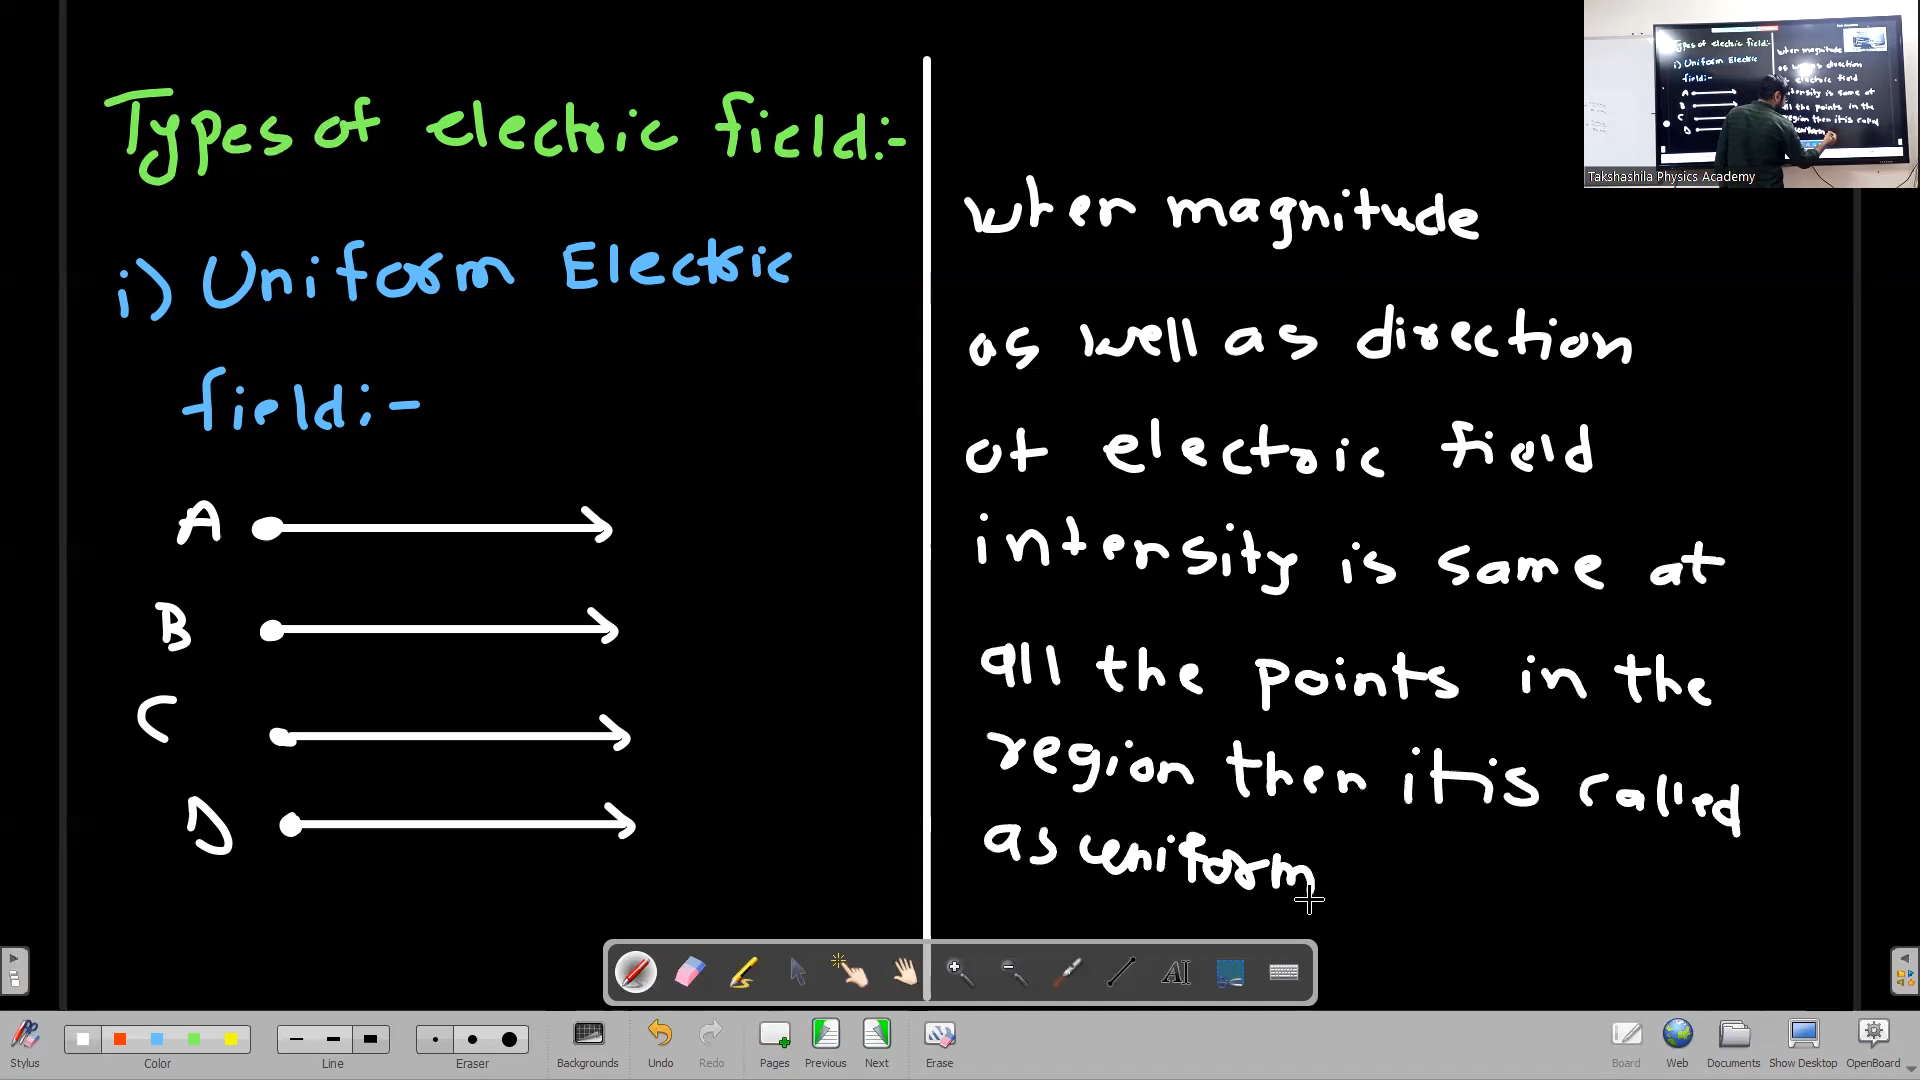 Types of electric field:-
i) Uniform Electric
field:-
A
B
C
D
when magnitude
as well as direction
of electric field
intensity is same at
all the points in the
region then it is called
as uniform
Takshashila Physics Academy
Stylus
Color
Line
Eraser
Backgrounds
Undo
Redo
Pages
Previous
Next
Erase
Board
Web
Documents
Show Desktop
OpenBoard